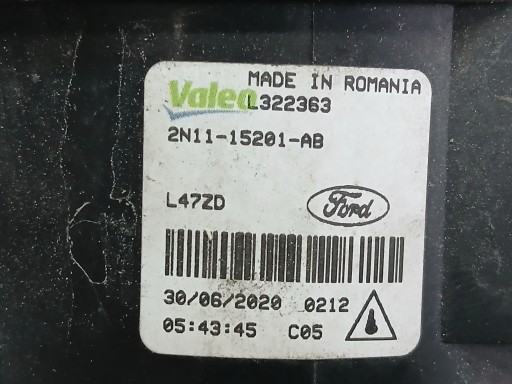 MADE IN ROMANIA
Valeo L322363
2N11-15201-AB
L47ZD
Ford
30/06/2020 0212
05:43:45 C05